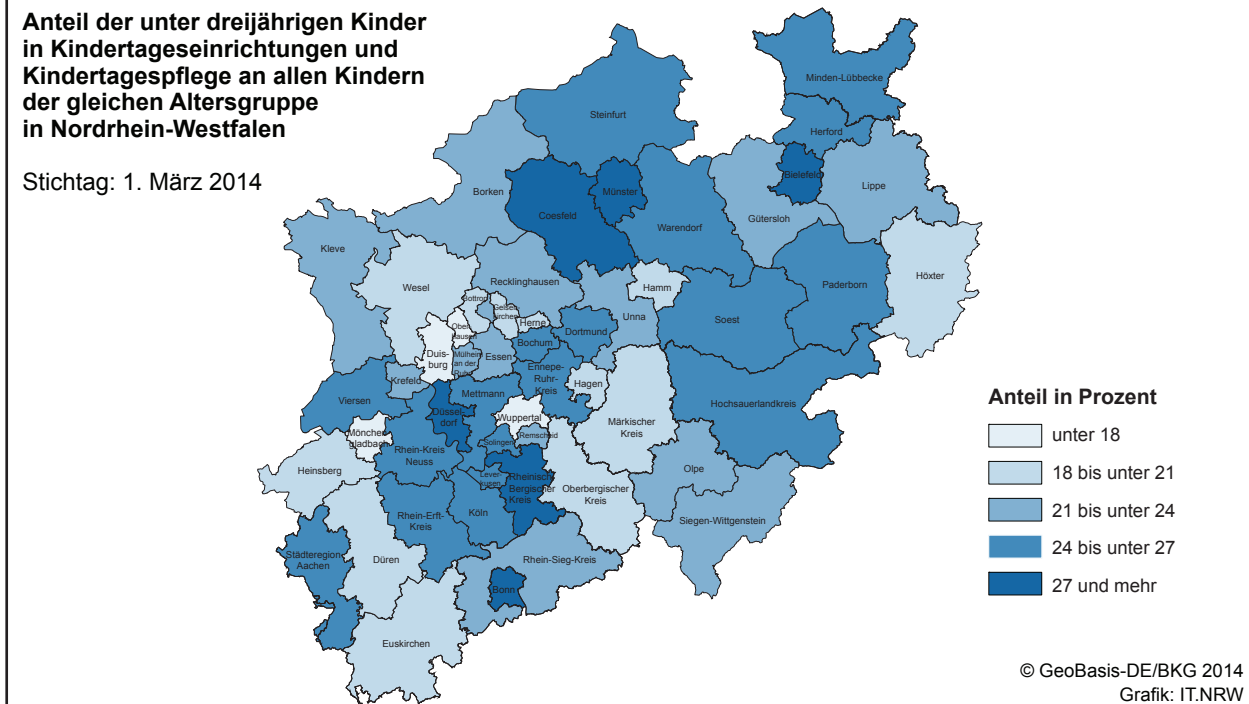 Anteil der unter dreijährigen Kinder
in Kindertageseinrichtungen und
Kindertagespflege an allen Kindern
der gleichen Altersgruppe
in Nordrhein-Westfalen
Stichtag: 1. März 2014
Minden-Lübbecke
Steinfurt
Herford
Bielefeld
Lippe
Borken
Münster
Coesfeld
Gütersloh
Warendorf
Kleve
Höxter
Recklinghausen
Wesel
Hamm
Paderborn
Bottrop
Gelsen-
kirchen
Herne
Unna
Soest
Ober-
hausen
Dortmund
Bochum
Duis-
burg
Mülheim
an der
Ruhr
Essen
Ennepe-
Ruhr-
Kreis
Hagen
Krefeld
Mettmann
Viersen
Hochsauerlandkreis
Düssel-
dorf
Wuppertal
Märkischer
Kreis
Mönchen-
gladbach
Solingen
Remscheid
Rhein-Kreis
Neuss
Heinsberg
Lever-
kusen
Rheinisch-
Bergischer
Kreis
Oberbergischer
Kreis
Olpe
Rhein-Erft-
Kreis
Köln
Siegen-Wittgenstein
Städteregion
Aachen
Düren
Rhein-Sieg-Kreis
Bonn
Euskirchen
Anteil in Prozent
unter 18
18 bis unter 21
21 bis unter 24
24 bis unter 27
27 und mehr
© GeoBasis-DE/BKG 2014
Grafik: IT.NRW